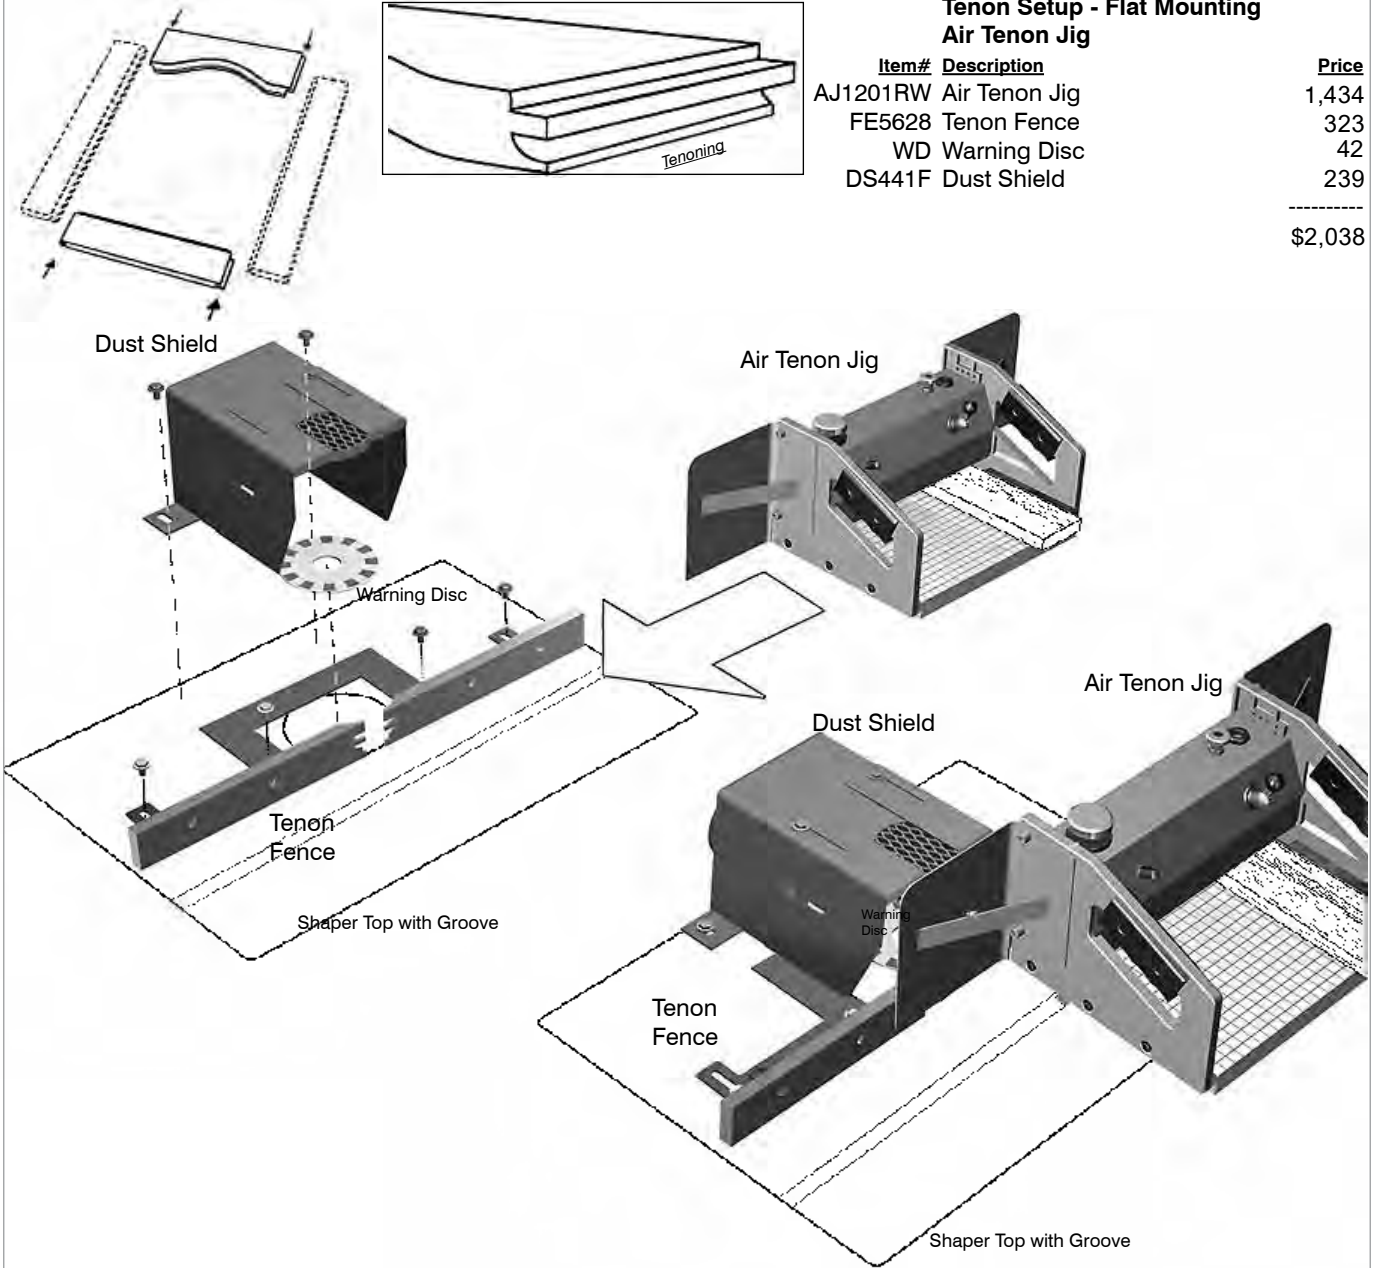 Tenon Setup - Flat Mounting
Air Tenon Jig
Item# Description Price
AJ1201RW Air Tenon Jig 1,434
FE5628 Tenon Fence 323
WD Warning Disc 42
DS441F Dust Shield 239
----------
$2,038
Tenoning
Dust Shield
Air Tenon Jig
Warning Disc
Tenon
Fence
Shaper Top with Groove
Air Tenon Jig
Dust Shield
Warning
Disc
Tenon
Fence
Shaper Top with Groove